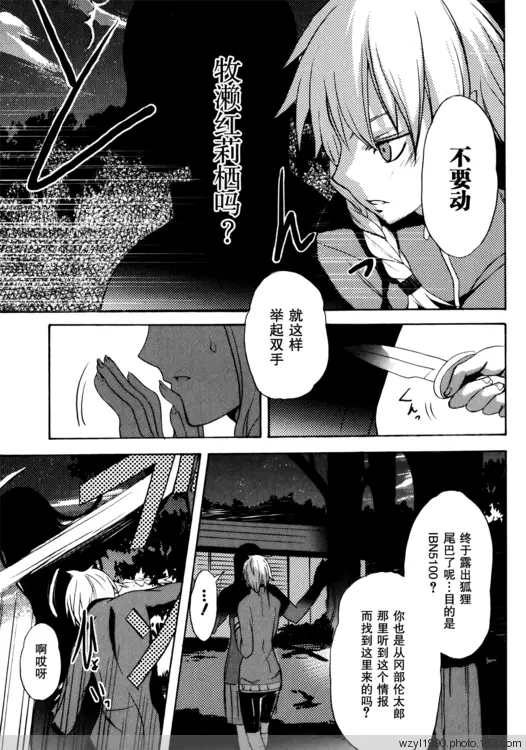 不要动
牧濑红莉栖吗？
就这样
举起双手
终于露出狐狸
尾巴了呢…目的是
IBN5100？
你也是从冈部伦太郎
那里听到这个情报
而找到这里来的吗？
…！
啊
哎呀
wzyl1990.photo.163.com